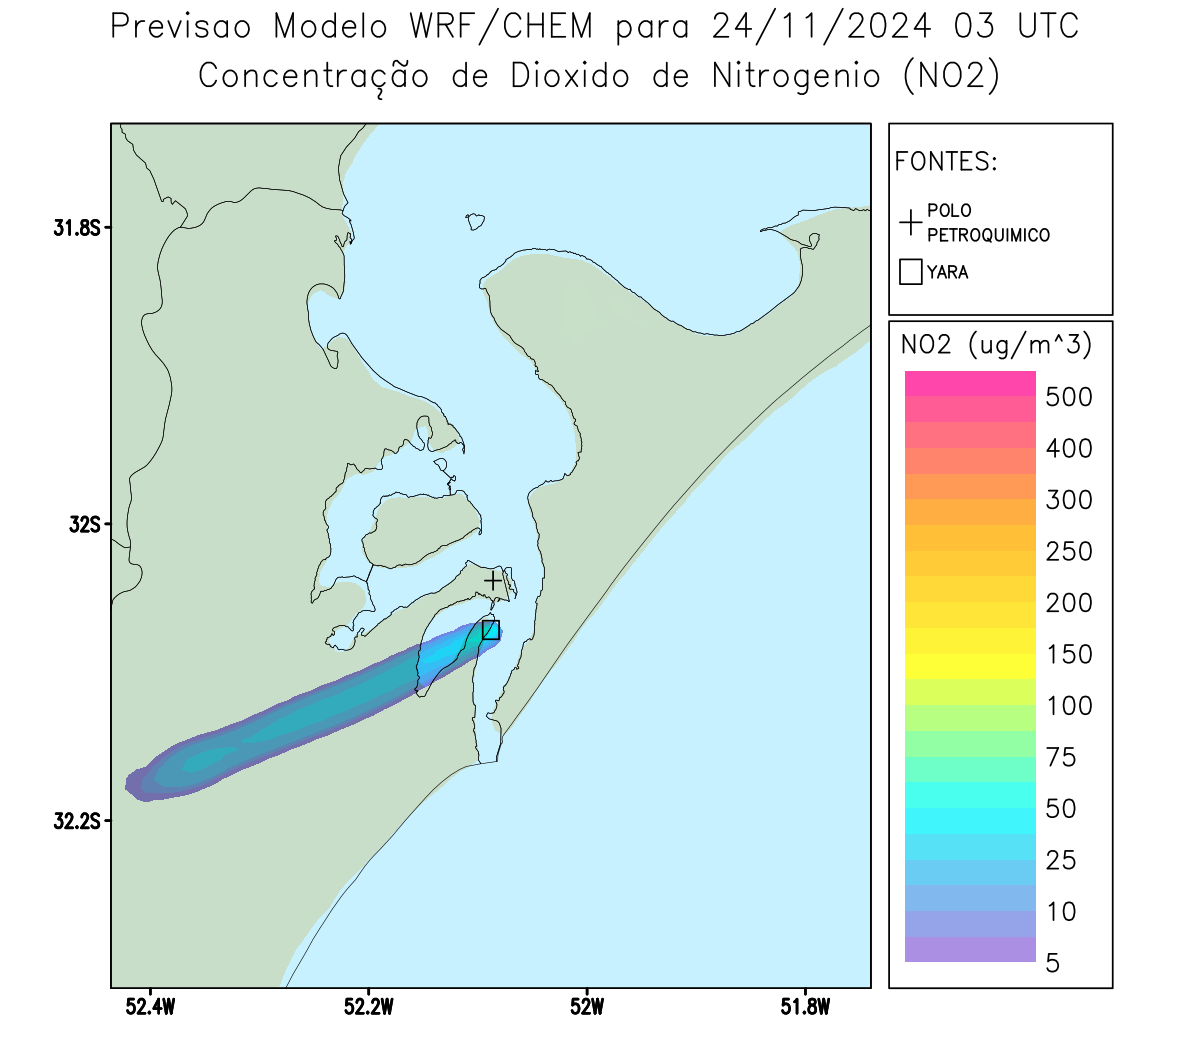 Previsao Modelo WRF/CHEM para 24/11/2024 03 UTC
Concentração de Dioxido de Nitrogenio (NO2)
FONTES:
POLO
PETROQUIMICO
YARA
NO2 (ug/m^3)
500
400
300
250
200
150
100
75
50
25
10
5
31.8S
32S
32.2S
52.4W
52.2W
52W
51.8W